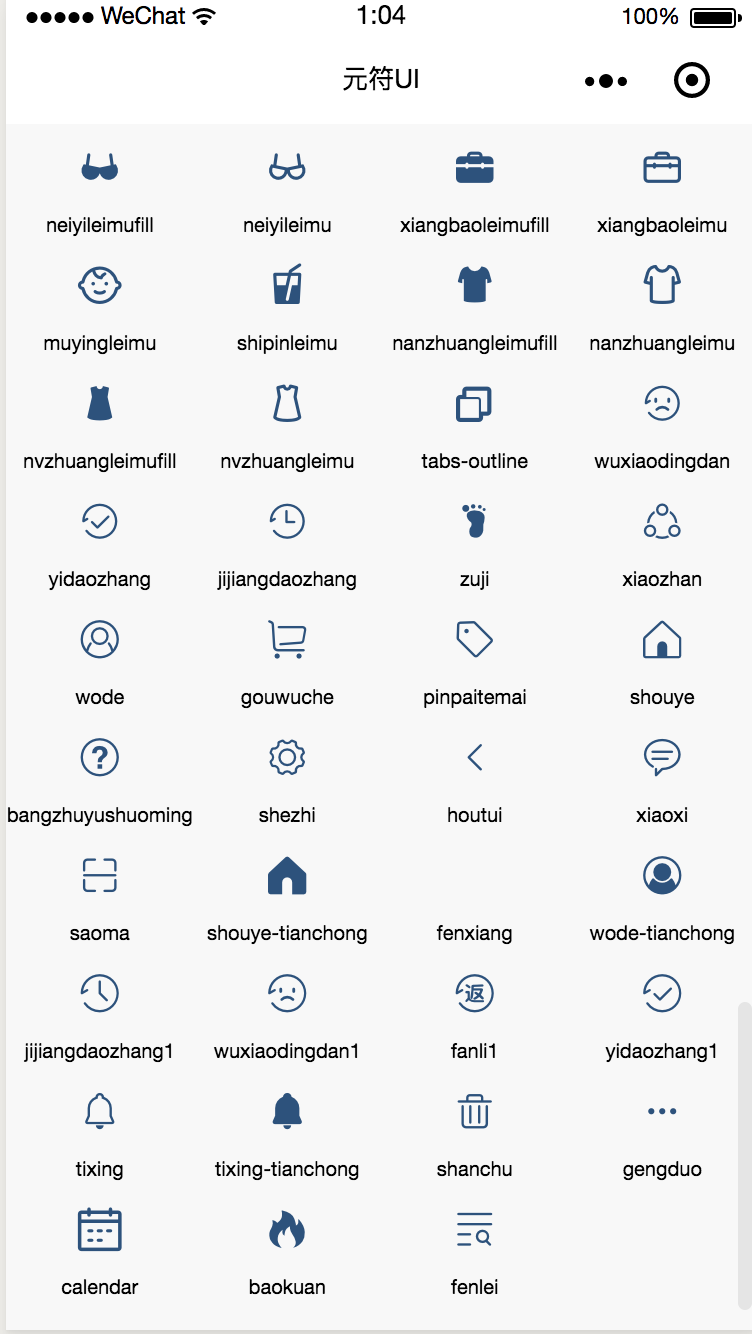 WeChat 1:04 100%
元符UI
neiyileimufill neiyileimu xiangbaoleimufill xiangbaoleimu
muyingleimu shipinleimu nanzhuangleimufill nanzhuangleimu
nvzhuangleimufill nvzhuangleimu tabs-outline wuxiaodingdan
yidaozhang jijiangdaozhang zuji xiaozhan
wode gouwuche pinpaitemai shouye
?
bangzhuyushuoming shezhi houtui xiaoxi
saoma shouye-tianchong fenxiang wode-tianchong
返
jijiangdaozhang1 wuxiaodingdan1 fanli1 yidaozhang1
tixing tixing-tianchong shanchu gengduo
calendar baokuan fenlei